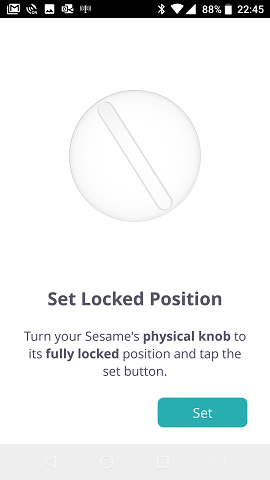 88% 22:45
Set Locked Position
Turn your Sesame's physical knob to
its fully locked position and tap the
set button.
Set